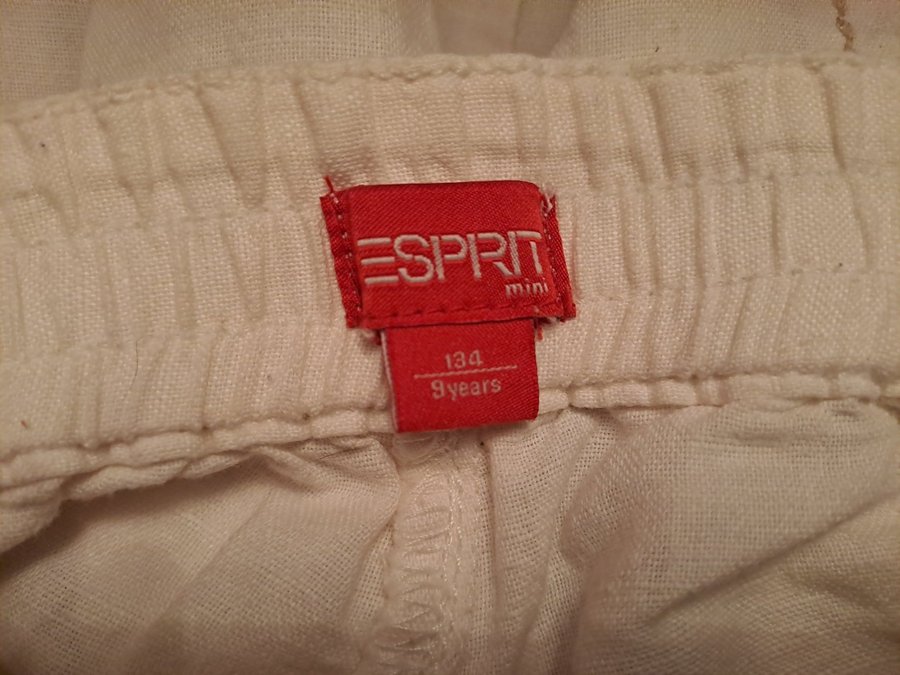 ESPRIT
mini
134
9 years